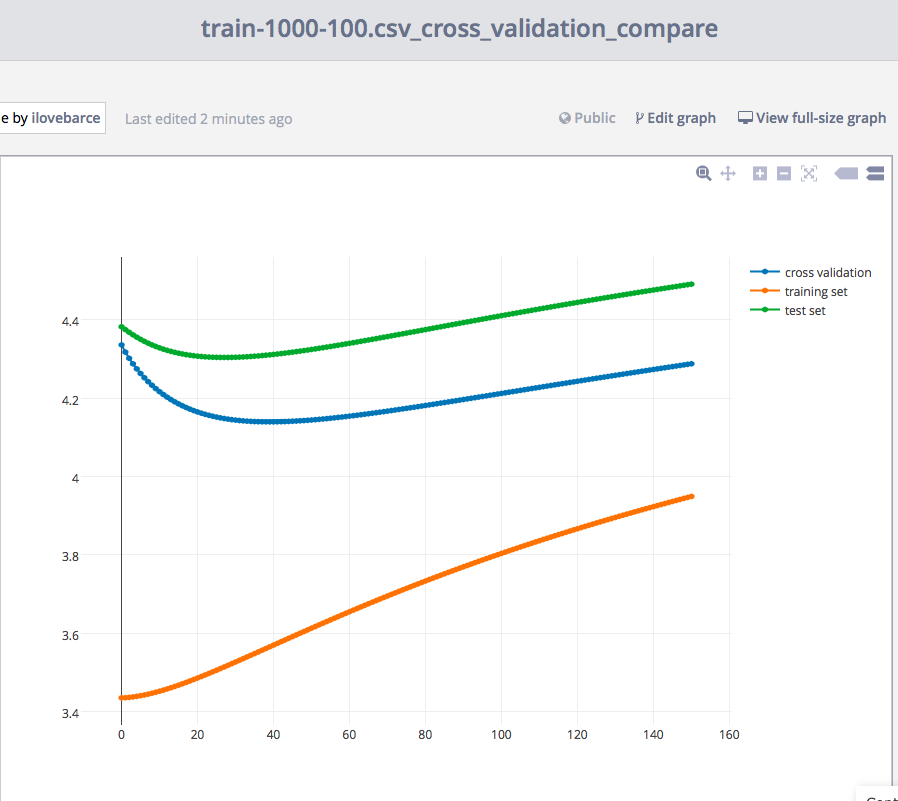 train-1000-100.csv_cross_validation_compare
e by ilovebarce
Last edited 2 minutes ago
Public
Edit graph
View full-size graph
cross validation
training set
test set
4.4
4.2
4
3.8
3.6
3.4
0 20 40 60 80 100 120 140 160